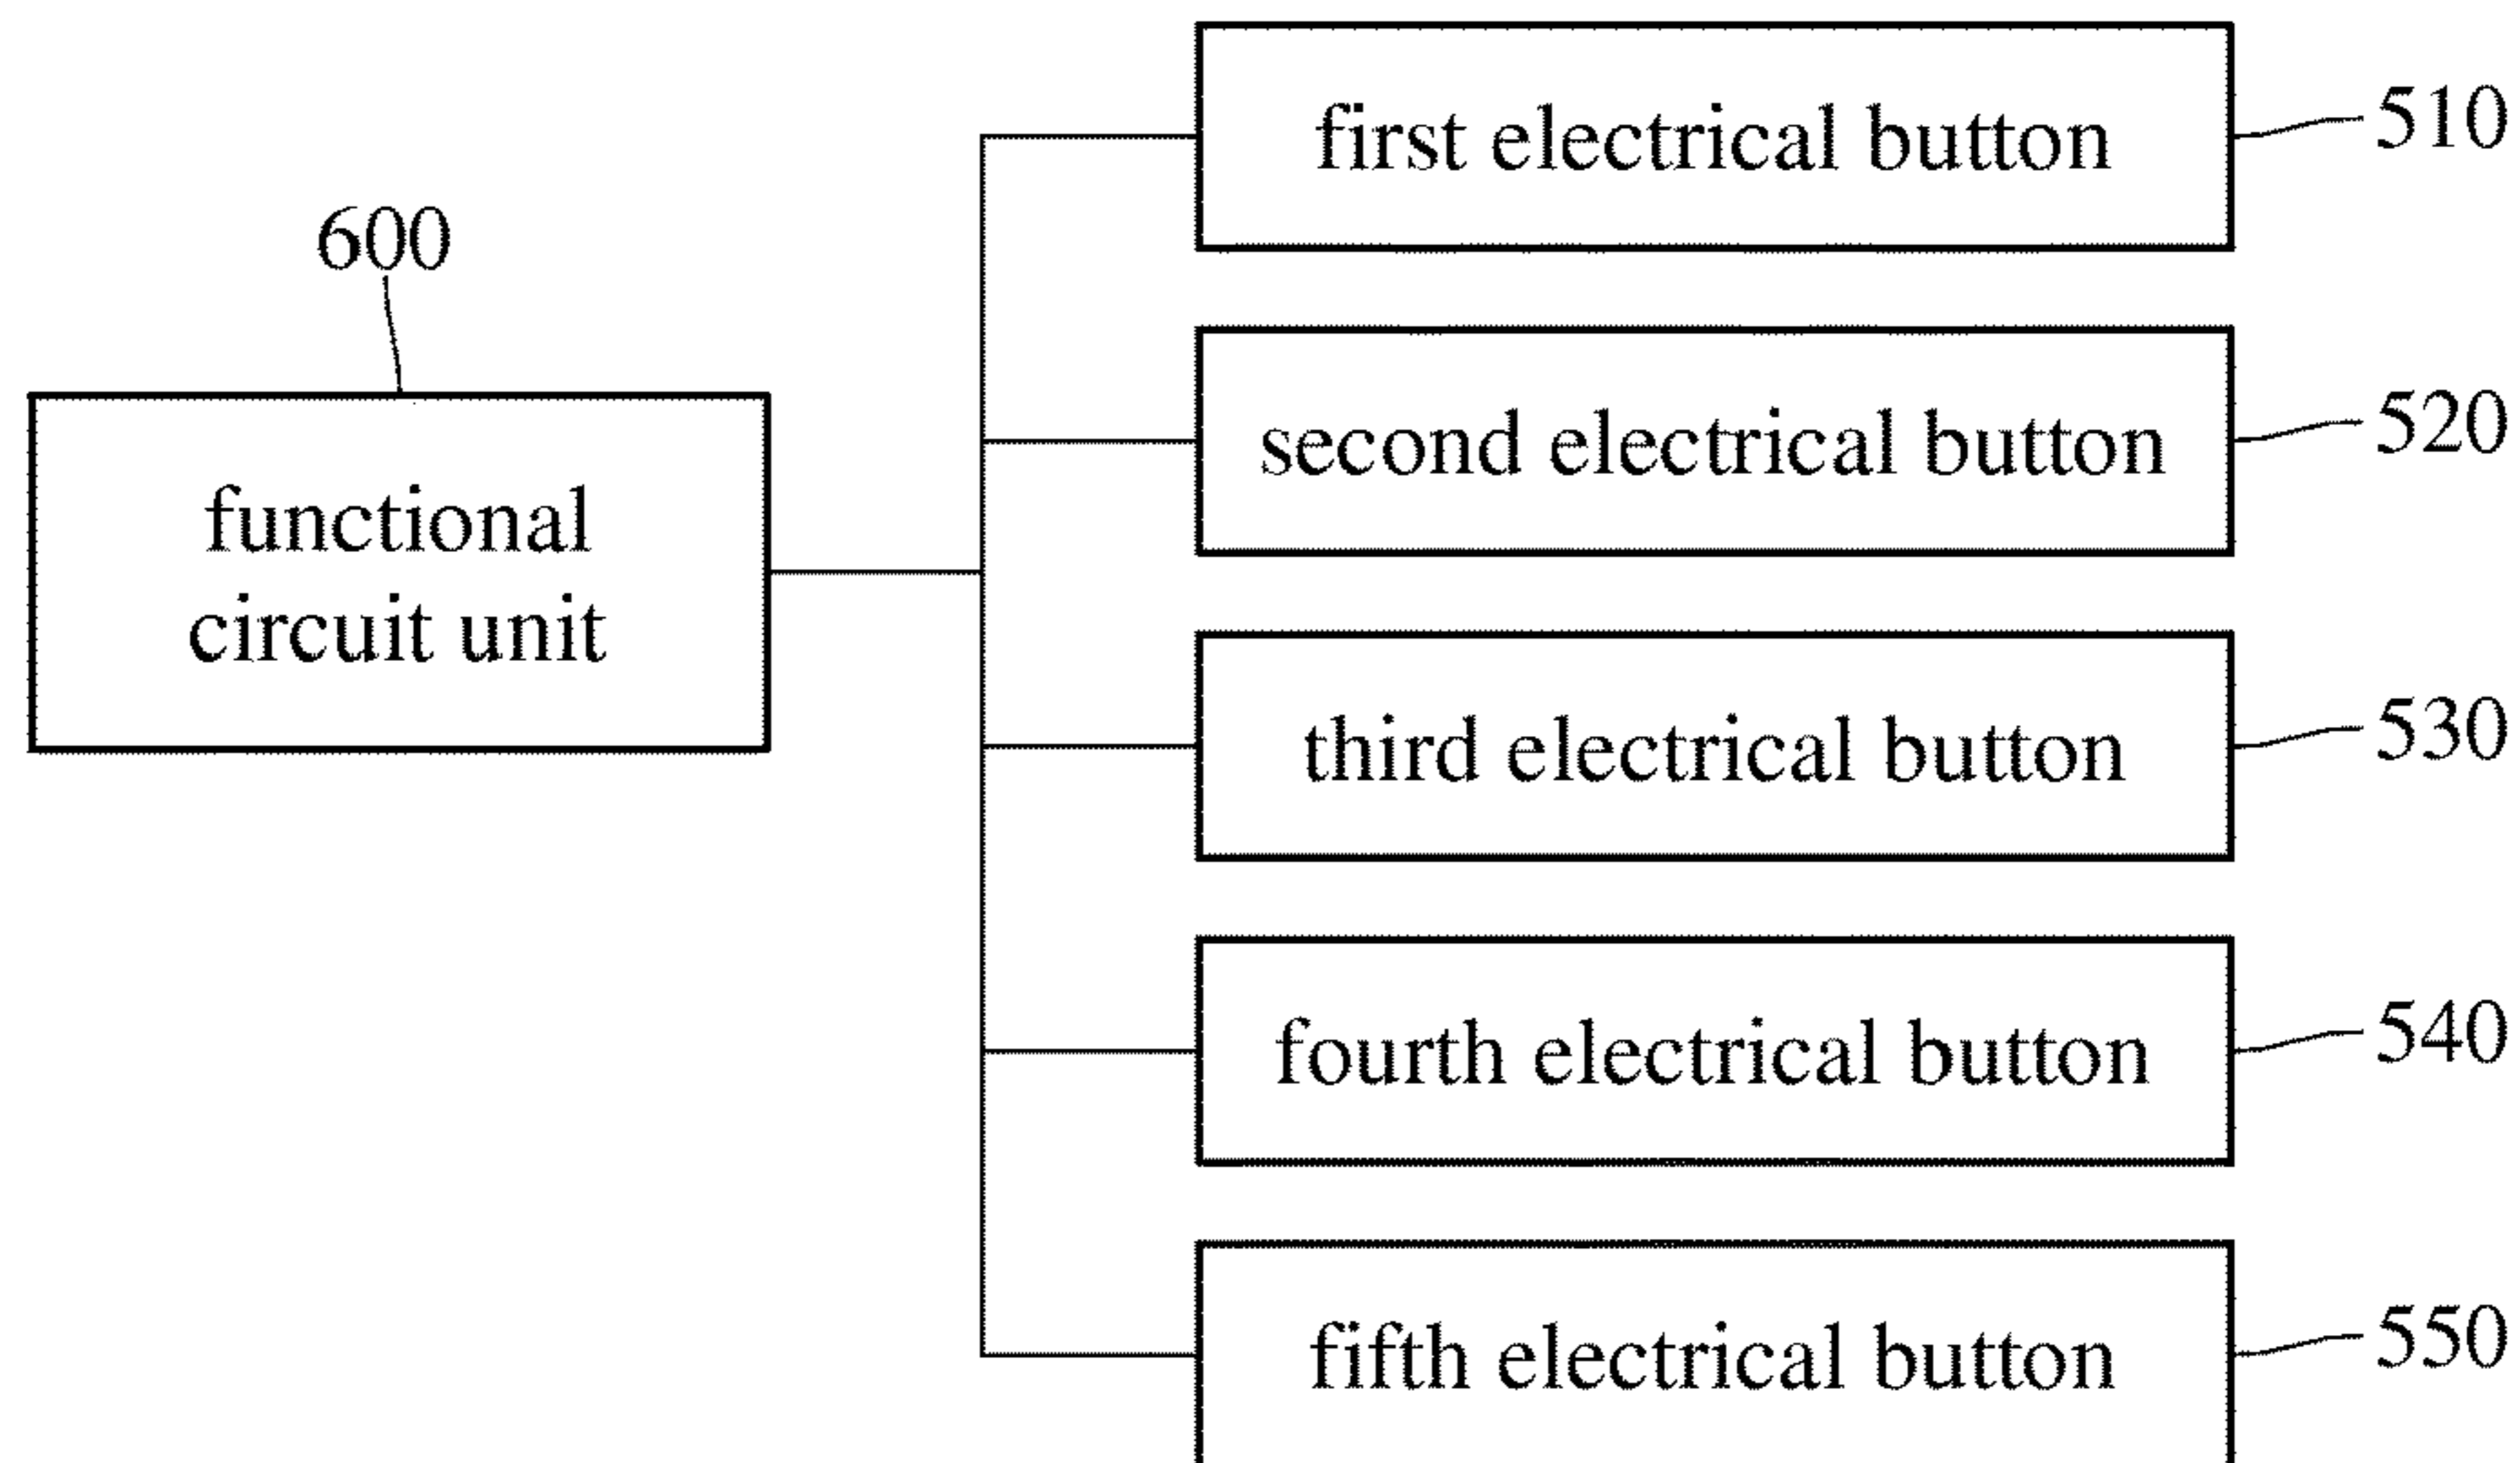 first electrical button
510
600
second electrical button
520
functional
circuit unit
third electrical button
530
fourth electrical button
540
fifth electrical button
550